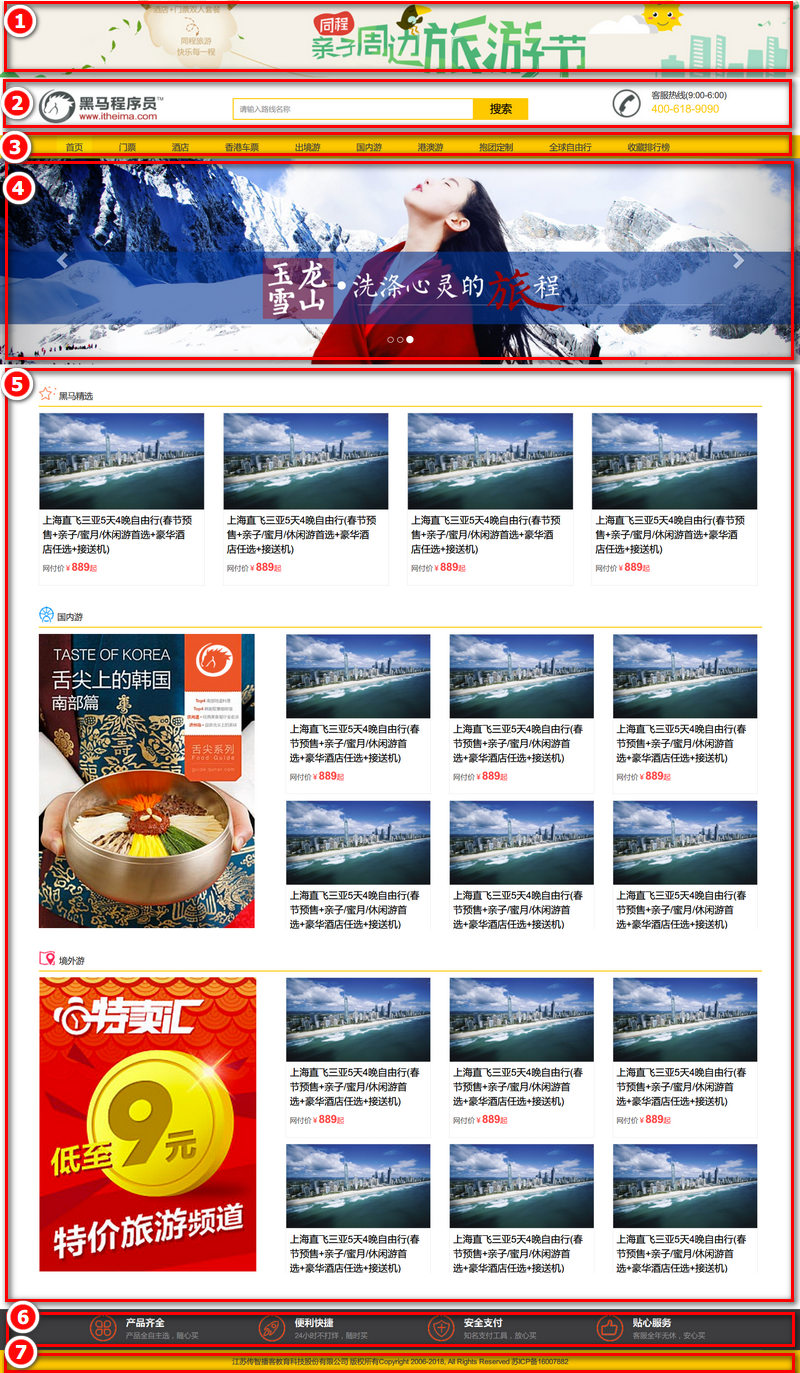 1
酒店+门票双人套餐
同程旅游
快乐每一程
同程
亲子周边旅游节
2
黑马程序员™
www.itheima.com
请输入路线名称
搜索
客服热线(9:00-6:00)
400-618-9090
3
首页 门票 酒店 香港车票 出境游 国内游 港澳游 抱团定制 全球自由行 收藏排行榜
4
玉龙
雪山
洗涤心灵的旅程
5
黑马精选
上海直飞三亚5天4晚自由行(春节预
售+亲子/蜜月/休闲游首选+豪华酒
店任选+接送机)
网付价 ¥ 889起
上海直飞三亚5天4晚自由行(春节预
售+亲子/蜜月/休闲游首选+豪华酒
店任选+接送机)
网付价 ¥ 889起
上海直飞三亚5天4晚自由行(春节预
售+亲子/蜜月/休闲游首选+豪华酒
店任选+接送机)
网付价 ¥ 889起
上海直飞三亚5天4晚自由行(春节预
售+亲子/蜜月/休闲游首选+豪华酒
店任选+接送机)
网付价 ¥ 889起
国内游
TASTE OF KOREA
舌尖上的韩国
南部篇
Top4
Top4
舌尖系列
Food Guide
上海直飞三亚5天4晚自由行(春
节预售+亲子/蜜月/休闲游首
选+豪华酒店任选+接送机)
网付价 ¥ 889起
上海直飞三亚5天4晚自由行(春
节预售+亲子/蜜月/休闲游首
选+豪华酒店任选+接送机)
网付价 ¥ 889起
上海直飞三亚5天4晚自由行(春
节预售+亲子/蜜月/休闲游首
选+豪华酒店任选+接送机)
网付价 ¥ 889起
上海直飞三亚5天4晚自由行(春
节预售+亲子/蜜月/休闲游首
选+豪华酒店任选+接送机)
上海直飞三亚5天4晚自由行(春
节预售+亲子/蜜月/休闲游首
选+豪华酒店任选+接送机)
上海直飞三亚5天4晚自由行(春
节预售+亲子/蜜月/休闲游首
选+豪华酒店任选+接送机)
境外游
特卖汇
9元
低至
特价旅游频道
上海直飞三亚5天4晚自由行(春
节预售+亲子/蜜月/休闲游首
选+豪华酒店任选+接送机)
网付价 ¥ 889起
上海直飞三亚5天4晚自由行(春
节预售+亲子/蜜月/休闲游首
选+豪华酒店任选+接送机)
网付价 ¥ 889起
上海直飞三亚5天4晚自由行(春
节预售+亲子/蜜月/休闲游首
选+豪华酒店任选+接送机)
网付价 ¥ 889起
上海直飞三亚5天4晚自由行(春
节预售+亲子/蜜月/休闲游首
选+豪华酒店任选+接送机)
上海直飞三亚5天4晚自由行(春
节预售+亲子/蜜月/休闲游首
选+豪华酒店任选+接送机)
上海直飞三亚5天4晚自由行(春
节预售+亲子/蜜月/休闲游首
选+豪华酒店任选+接送机)
6
产品齐全
产品全自主选，随心买
便利快捷
24小时不打烊，随时买
安全支付
知名支付工具，放心买
贴心服务
客服全年无休，安心买
7
江苏传智播客教育科技股份有限公司 版权所有Copyright 2006-2018, All Rights Reserved 苏ICP备16007882